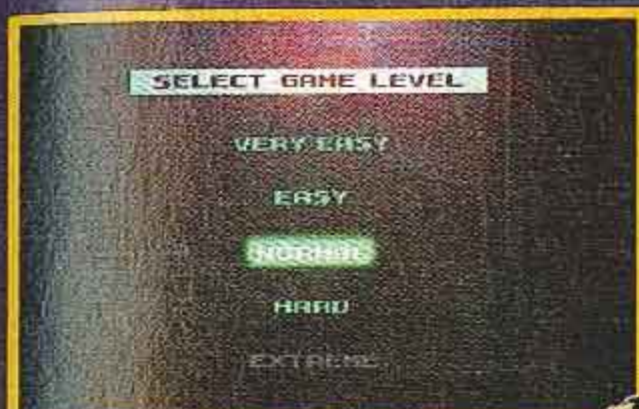 SELECT GAME LEVEL
VERY EASY
EASY
NORMAL
HARD
EXTREME